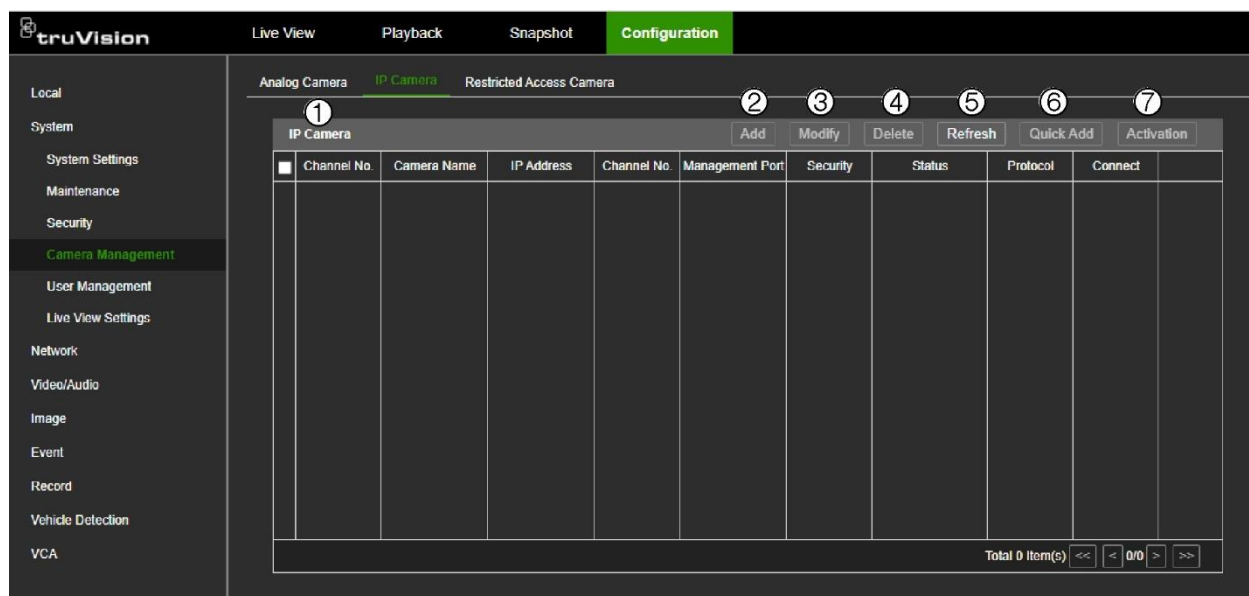 truVision
Live View Playback Snapshot Configuration
Analog Camera IP Camera Restricted Access Camera
① ② ③ ④ ⑤ ⑥ ⑦
IP Camera Add Modify Delete Refresh Quick Add Activation
Channel No. Camera Name IP Address Channel No. Management Port Security Status Protocol Connect
Local
System
System Settings
Maintenance
Security
Camera Management
User Management
Live View Settings
Network
Video/Audio
Image
Event
Record
Vehicle Detection
VCA
Total 0 Item(s) << < 0/0 > >>